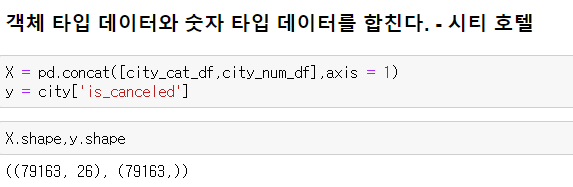 객체 타입 데이터와 숫자 타입 데이터를 합친다. - 시티 호텔
X = pd.concat([city_cat_df,city_num_df],axis = 1)
y = city['is_canceled']
X.shape,y.shape
((79163, 26), (79163,))